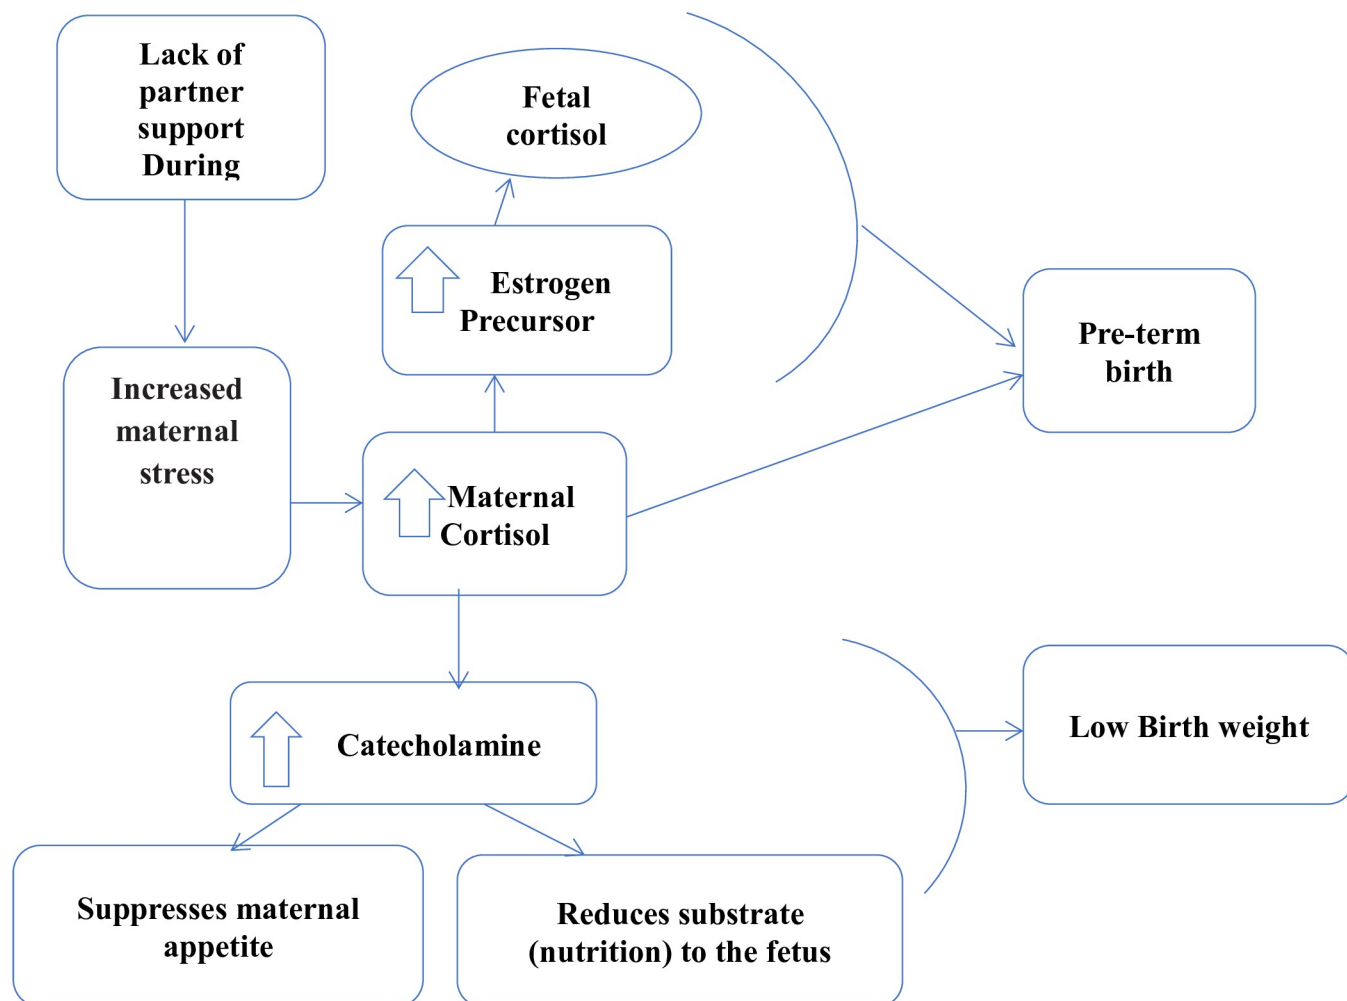 Lack of
partner
support
During
Fetal
cortisol
Estrogen
Precursor
Pre-term
birth
Increased
maternal
stress
Maternal
Cortisol
Catecholamine
Low Birth weight
Suppresses maternal
appetite
Reduces substrate
(nutrition) to the fetus